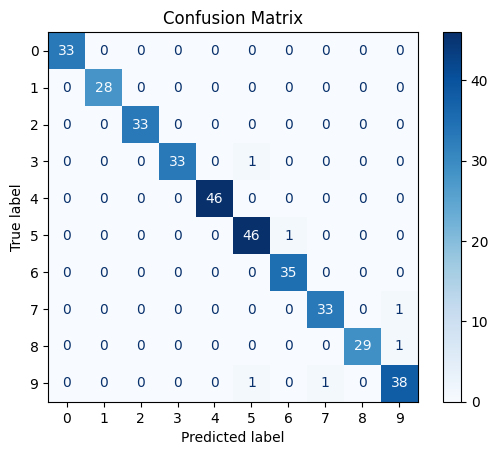 Confusion Matrix
0 33 0 0 0 0 0 0 0 0 0
1 0 28 0 0 0 0 0 0 0 0
2 0 0 33 0 0 0 0 0 0 0
3 0 0 0 33 0 1 0 0 0 0
4 0 0 0 0 46 0 0 0 0 0
5 0 0 0 0 0 46 1 0 0 0
6 0 0 0 0 0 0 35 0 0 0
7 0 0 0 0 0 0 0 33 0 1
8 0 0 0 0 0 0 0 0 29 1
9 0 0 0 0 0 1 0 1 0 38
0 1 2 3 4 5 6 7 8 9
Predicted label
True label
40
30
20
10
0